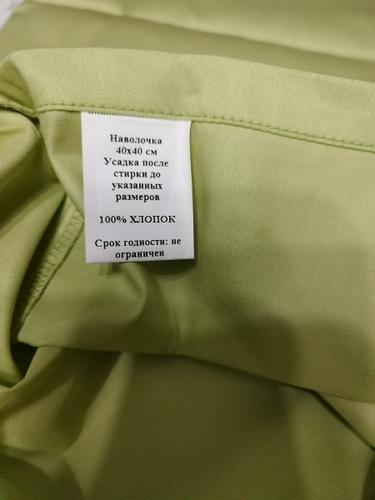 Наволочка
40х40 см
Усадка после
стирки до
указанных
размеров
100% ХЛОПОК
Срок годности: не
ограничен